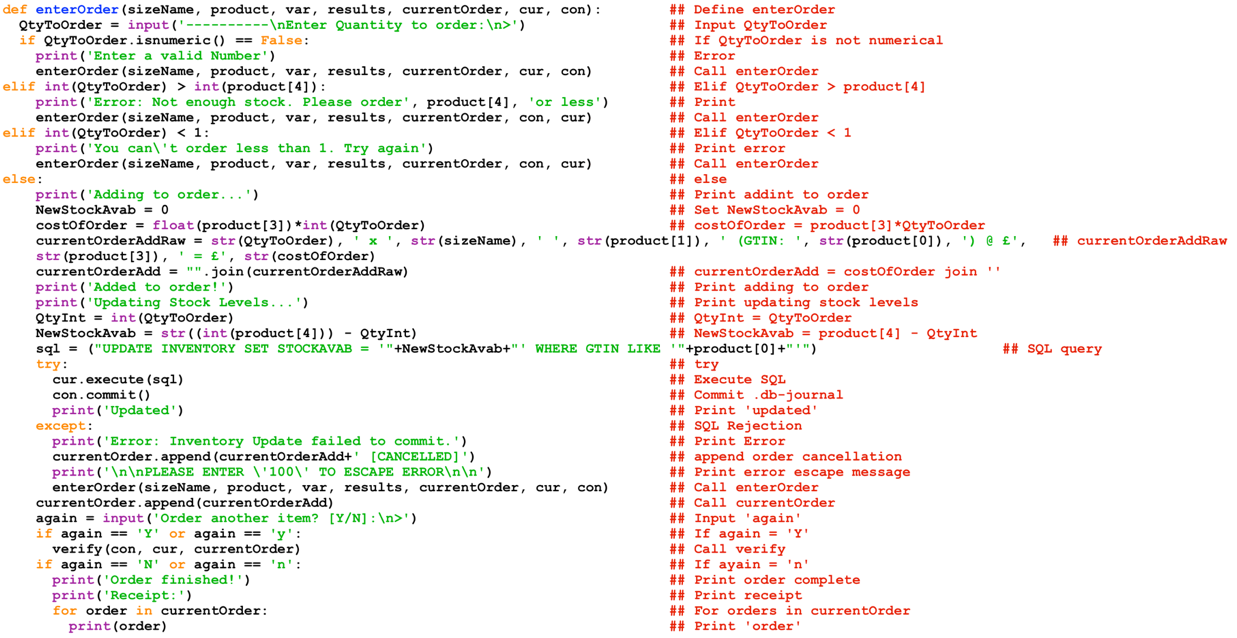 def enterOrder(sizeName, product, var, results, currentOrder, cur, con):        ## Define enterOrder
  QtyToOrder = input('----------\nEnter Quantity to order:\n>')                 ## Input QtyToOrder
  if QtyToOrder.isnumeric() == False:                                           ## If QtyToOrder is not numerical
    print('Enter a valid Number')                                               ## Error
    enterOrder(sizeName, product, var, results, currentOrder, cur, con)         ## Call enterOrder
elif int(QtyToOrder) > int(product[4]):                                         ## Elif QtyToOrder > product[4]
    print('Error: Not enough stock. Please order', product[4], 'or less')       ## Print
    enterOrder(sizeName, product, var, results, currentOrder, con, cur)         ## Call enterOrder
elif int(QtyToOrder) < 1:                                                       ## Elif QtyToOrder < 1
    print('You can\'t order less than 1. Try again')                            ## Print error
    enterOrder(sizeName, product, var, results, currentOrder, con, cur)         ## Call enterOrder
else:                                                                           ## else
    print('Adding to order...')                                                 ## Print addint to order
    NewStockAvab = 0                                                            ## Set NewStockAvab = 0
    costOfOrder = float(product[3])*int(QtyToOrder)                             ## costOfOrder = product[3]*QtyToOrder
    currentOrderAddRaw = str(QtyToOrder), ' x ', str(sizeName), ' ', str(product[1]), ' (GTIN: ', str(product[0]), ') @ £',   ## currentOrderAddRaw
    str(product[3]), ' = £', str(costOfOrder)
    currentOrderAdd = "".join(currentOrderAddRaw)                               ## currentOrderAdd = costOfOrder join ''
    print('Added to order!')                                                    ## Print adding to order
    print('Updating Stock Levels...')                                           ## Print updating stock levels
    QtyInt = int(QtyToOrder)                                                    ## QtyInt = QtyToOrder
    NewStockAvab = str((int(product[4])) - QtyInt)                              ## NewStockAvab = product[4] - QtyInt
    sql = ("UPDATE INVENTORY SET STOCKAVAB = '"+NewStockAvab+"' WHERE GTIN LIKE '"+product[0]+"'")                      ## SQL query
    try:                                                                        ## try
      cur.execute(sql)                                                          ## Execute SQL
      con.commit()                                                              ## Commit .db-journal
      print('Updated')                                                          ## Print 'updated'
    except:                                                                     ## SQL Rejection
      print('Error: Inventory Update failed to commit.')                        ## Print Error
      currentOrder.append(currentOrderAdd+' [CANCELLED]')                       ## append order cancellation
      print('\n\nPLEASE ENTER \'100\' TO ESCAPE ERROR\n\n')                     ## Print error escape message
      enterOrder(sizeName, product, var, results, currentOrder, cur, con)       ## Call enterOrder
    currentOrder.append(currentOrderAdd)                                        ## Call currentOrder
    again = input('Order another item? [Y/N]:\n>')                              ## Input 'again'
    if again == 'Y' or again == 'y':                                            ## If again = 'Y'
      verify(con, cur, currentOrder)                                            ## Call verify
    if again == 'N' or again == 'n':                                            ## If ayain = 'n'
      print('Order finished!')                                                  ## Print order complete
      print('Receipt:')                                                         ## Print receipt
      for order in currentOrder:                                                ## For orders in currentOrder
        print(order)                                                            ## Print 'order'